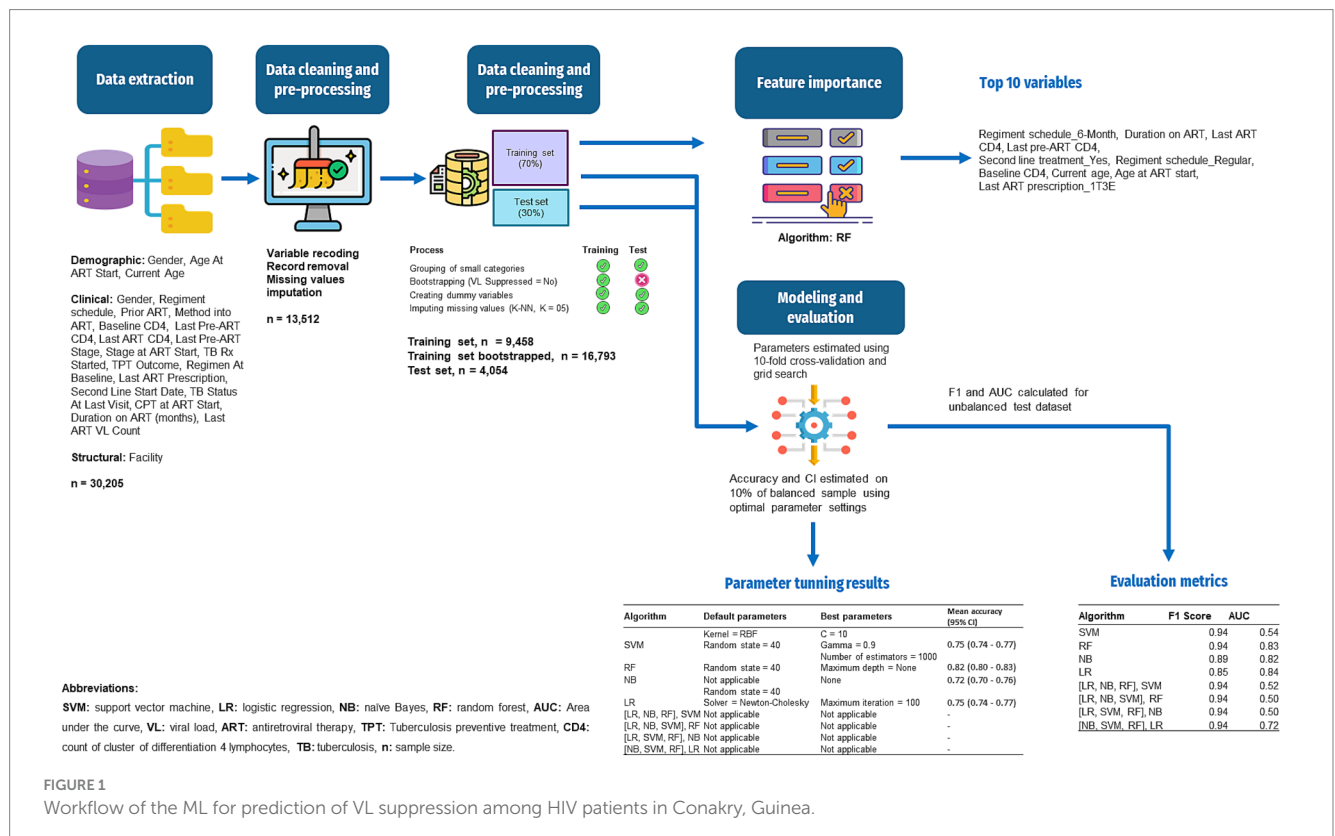 Data extraction
Data cleaning and
pre-processing
Data cleaning and
pre-processing
Feature importance
Top 10 variables
Training set
(70%)
Test set
(30%)
Regiment schedule_6-Month, Duration on ART, Last ART
CD4, Last pre-ART CD4,
Second line treatment_Yes, Regiment schedule_Regular,
Baseline CD4, Current age, Age at ART start,
Last ART prescription_1T3E
Algorithm: RF
Demographic: Gender, Age At
ART Start, Current Age
Clinical: Gender, Regiment
schedule, Prior ART, Method into
ART, Baseline CD4, Last Pre-ART
CD4, Last ART CD4, Last Pre-ART
Stage, Stage at ART Start, TB Rx
Started, TPT Outcome, Regimen At
Baseline, Last ART Prescription,
Second Line Start Date, TB Status
At Last Visit, CPT at ART Start,
Duration on ART (months), Last
ART VL Count
Structural: Facility
n = 30,205
Variable recoding
Record removal
Missing values
imputation
n = 13,512
Process Training Test
Grouping of small categories
Bootstrapping (VL Suppressed = No)
Creating dummy variables
Imputing missing values (K-NN, K = 05)
Training set, n = 9,458
Training set bootstrapped, n = 16,793
Test set, n = 4,054
Modeling and
evaluation
Parameters estimated using
10-fold cross-validation and
grid search
F1 and AUC calculated for
unbalanced test dataset
Accuracy and CI estimated on
10% of balanced sample using
optimal parameter settings
Parameter tunning results
Algorithm Default parameters Best parameters Mean accuracy
(95% CI)
Kernel = RBF C = 10
SVM Random state = 40 Gamma = 0.9 0.75 (0.74 - 0.77)
Number of estimators = 1000
RF Random state = 40 Maximum depth = None 0.82 (0.80 - 0.83)
NB Not applicable None 0.72 (0.70 - 0.76)
Random state = 40
LR Solver = Newton-Cholesky Maximum iteration = 100 0.75 (0.74 - 0.77)
[LR, NB, RF], SVM Not applicable Not applicable -
[LR, NB, SVM], RF Not applicable Not applicable -
[LR, SVM, RF], NB Not applicable Not applicable -
[NB, SVM, RF], LR Not applicable Not applicable -
Evaluation metrics
Algorithm F1 Score AUC
SVM 0.94 0.54
RF 0.94 0.83
NB 0.89 0.82
LR 0.85 0.84
[LR, NB, RF], SVM 0.94 0.52
[LR, NB, SVM], RF 0.94 0.50
[LR, SVM, RF], NB 0.94 0.50
[NB, SVM, RF], LR 0.94 0.72
Abbreviations:
SVM: support vector machine, LR: logistic regression, NB: naïve Bayes, RF: random forest, AUC: Area
under the curve, VL: viral load, ART: antiretroviral therapy, TPT: Tuberculosis preventive treatment, CD4:
count of cluster of differentiation 4 lymphocytes, TB: tuberculosis, n: sample size.
FIGURE 1
Workflow of the ML for prediction of VL suppression among HIV patients in Conakry, Guinea.